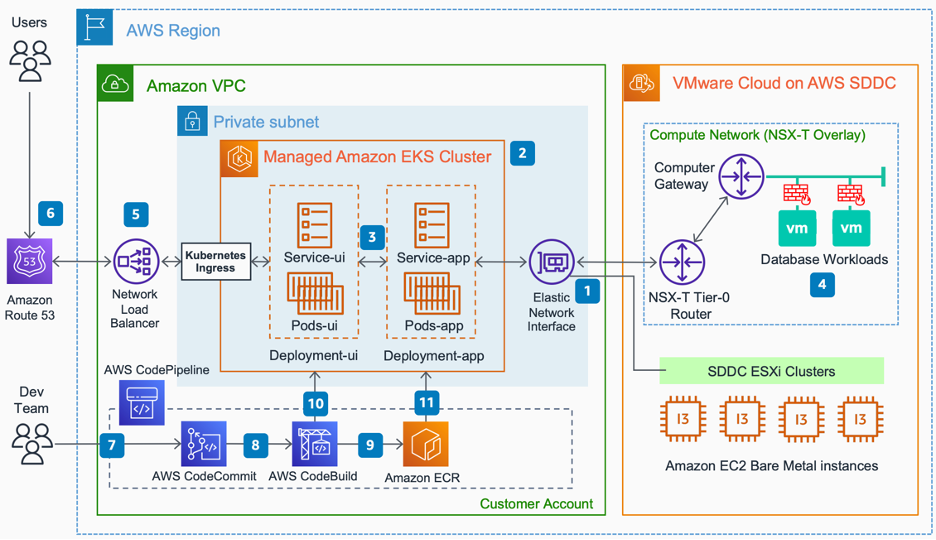 Users
AWS Region
Amazon VPC
VMware Cloud on AWS SDDC
Private subnet
Compute Network (NSX-T Overlay)
Managed Amazon EKS Cluster
2
Computer
Gateway
vm
vm
Database Workloads
4
6
5
3
Kubernetes
Ingress
Service-ui
Service-app
Pods-ui
Pods-app
Deployment-ui
Deployment-app
53
Amazon
Route 53
Network
Load
Balancer
1
Elastic
Network
Interface
NSX-T Tier-0
Router
SDDC ESXi Clusters
I3
I3
I3
I3
Amazon EC2 Bare Metal instances
AWS CodePipeline
Dev
Team
10
11
7
8
9
AWS CodeCommit
AWS CodeBuild
Amazon ECR
Customer Account